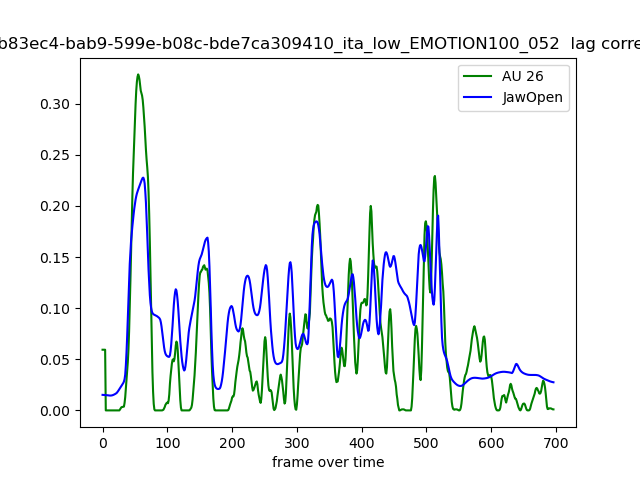 b83ec4-bab9-599e-b08c-bde7ca309410_ita_low_EMOTION100_052 lag corre
AU 26
JawOpen
0.30
0.25
0.20
0.15
0.10
0.05
0.00
0 100 200 300 400 500 600 700
frame over time